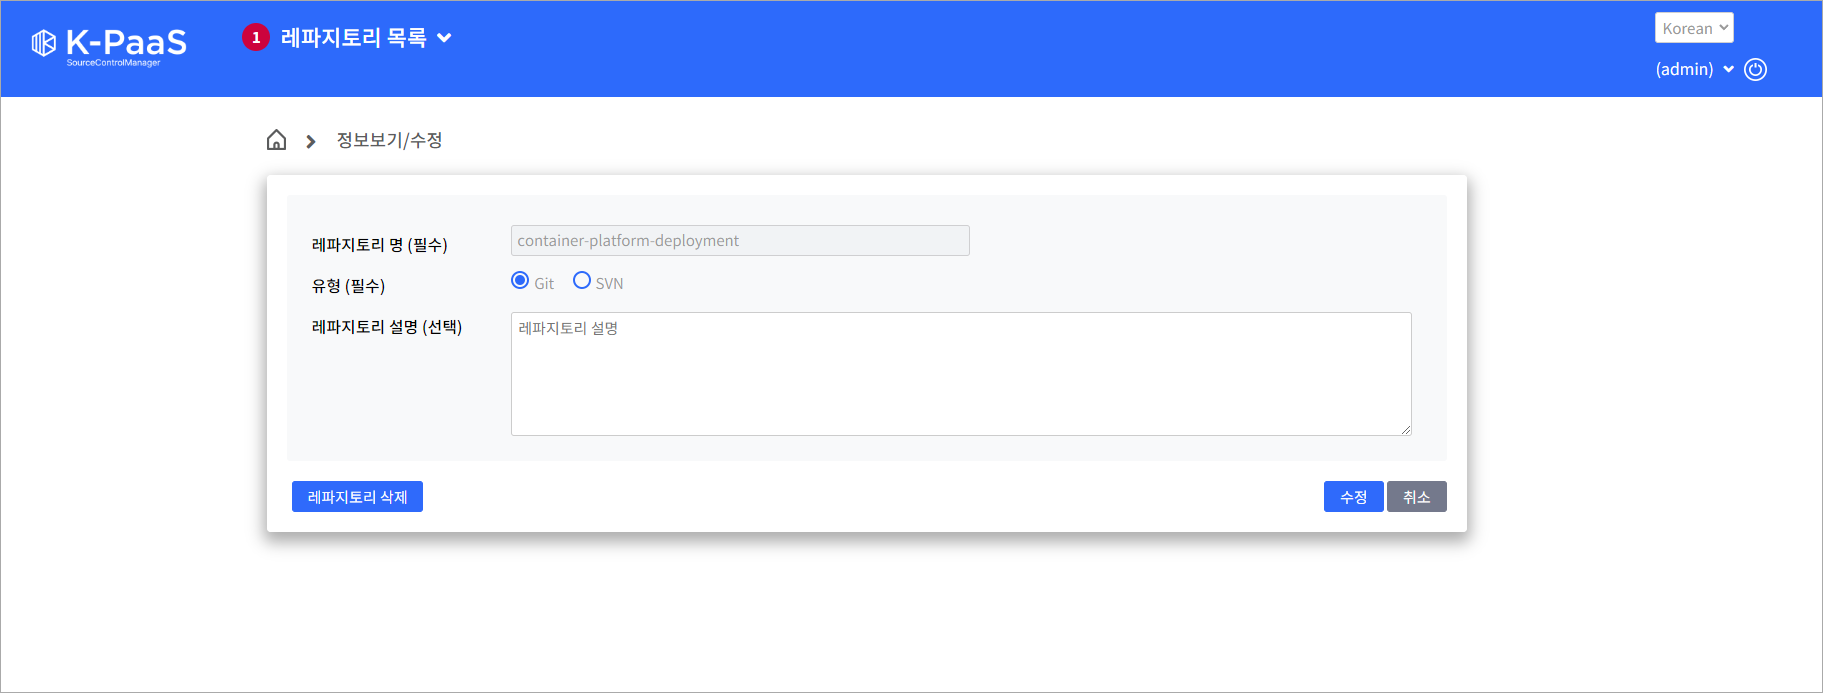 K-PaaS
SourceControlManager
1 레파지토리 목록
Korean
(admin)
정보보기/수정
레파지토리 명 (필수)
container-platform-deployment
유형 (필수)
Git SVN
레파지토리 설명 (선택)
레파지토리 설명
레파지토리 삭제
수정 취소